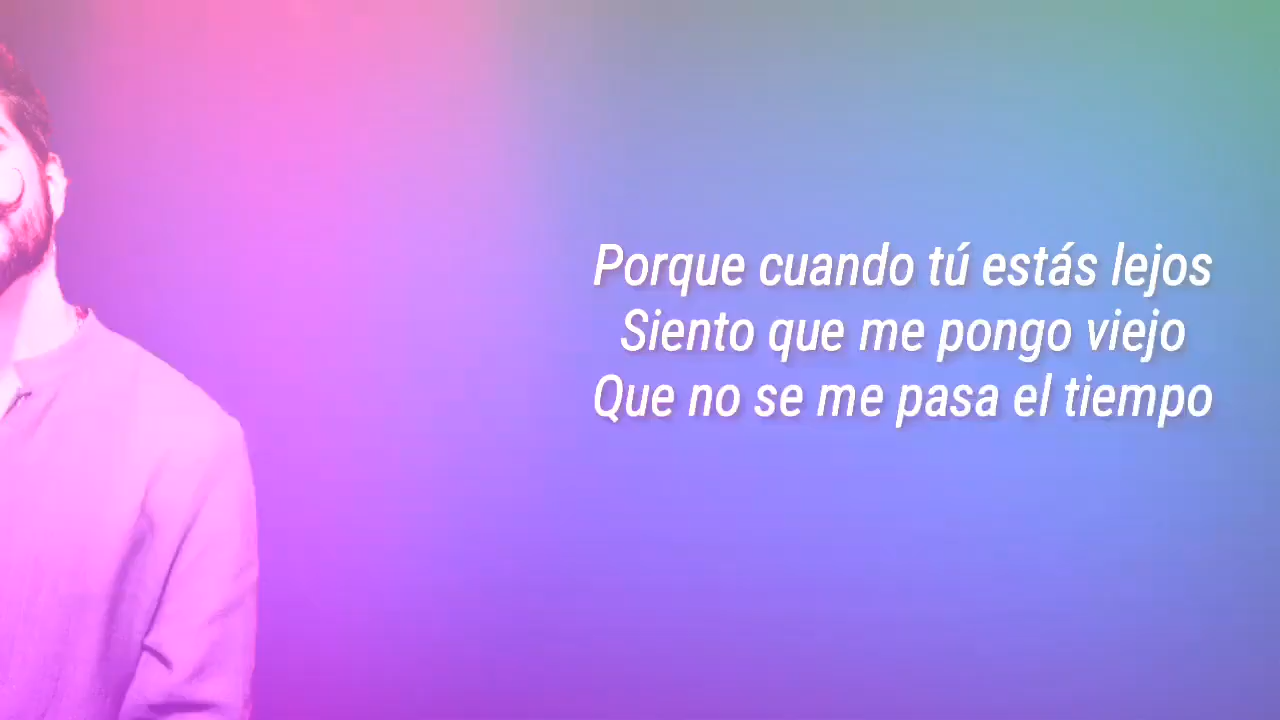 Porque cuando tú estás lejos
Siento que me pongo viejo
Que no se me pasa el tiempo